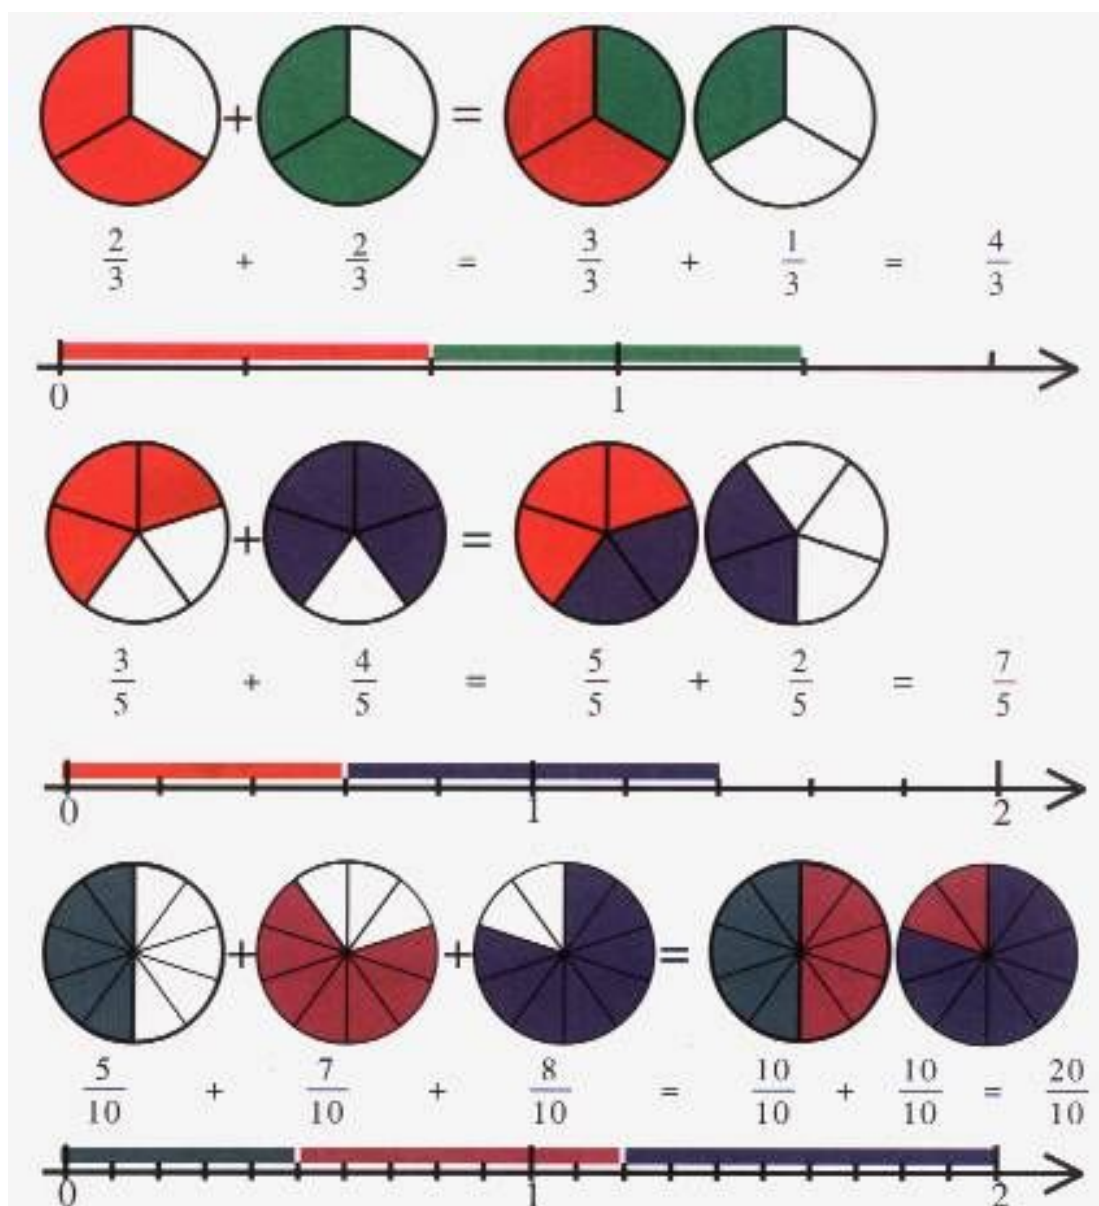 + =
2/3 + 2/3 = 3/3 + 1/3 = 4/3
0 1
+ =
3/5 + 4/5 = 5/5 + 2/5 = 7/5
0 1 2
+ + =
5/10 + 7/10 + 8/10 = 10/10 + 10/10 = 20/10
0 1 2